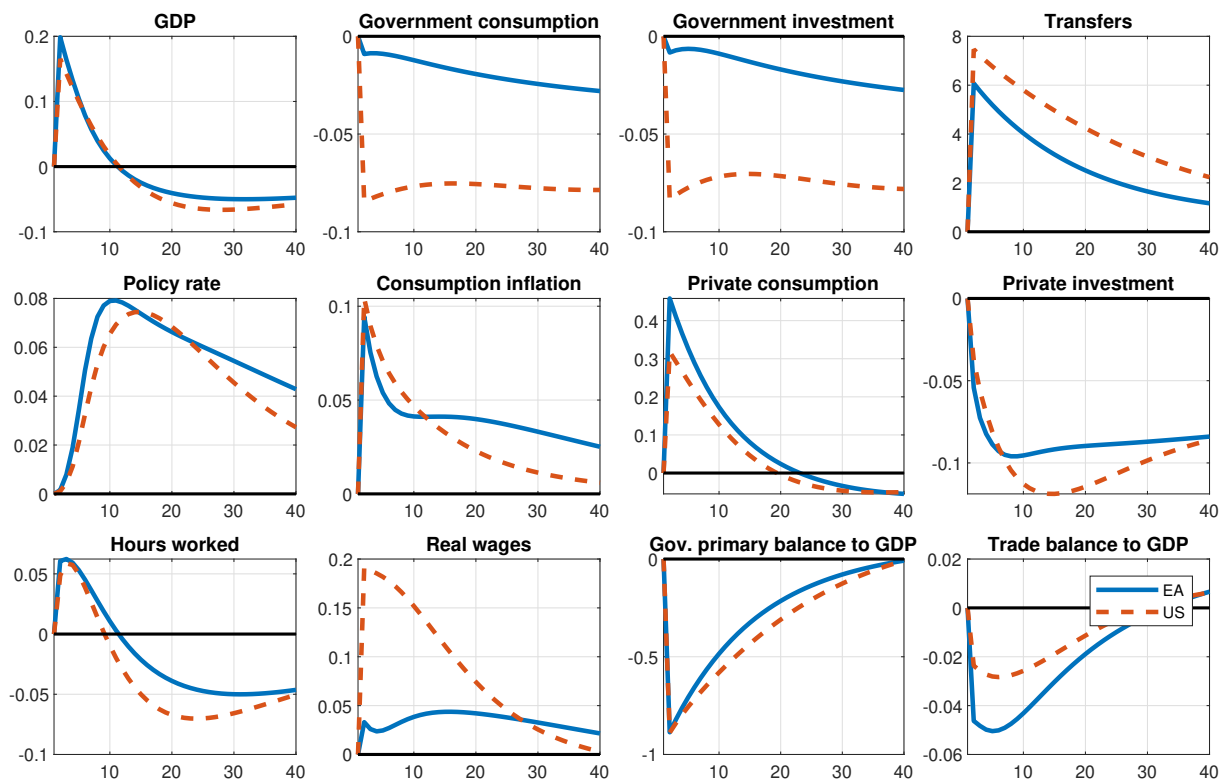 GDP
Government consumption
Government investment
Transfers
0.2
0.1
0
-0.1
10 20 30 40
0
-0.05
-0.1
10 20 30 40
0
-0.05
-0.1
10 20 30 40
8
6
4
2
0
10 20 30 40
Policy rate
Consumption inflation
Private consumption
Private investment
0.08
0.06
0.04
0.02
0
10 20 30 40
0.1
0.05
0
10 20 30 40
0.4
0.3
0.2
0.1
0
10 20 30 40
0
-0.05
-0.1
10 20 30 40
Hours worked
Real wages
Gov. primary balance to GDP
Trade balance to GDP
0.05
0
-0.05
-0.1
10 20 30 40
0.2
0.15
0.1
0.05
0
10 20 30 40
0
-0.5
-1
10 20 30 40
0.02
0
-0.02
-0.04
-0.06
10 20 30 40
EA
US